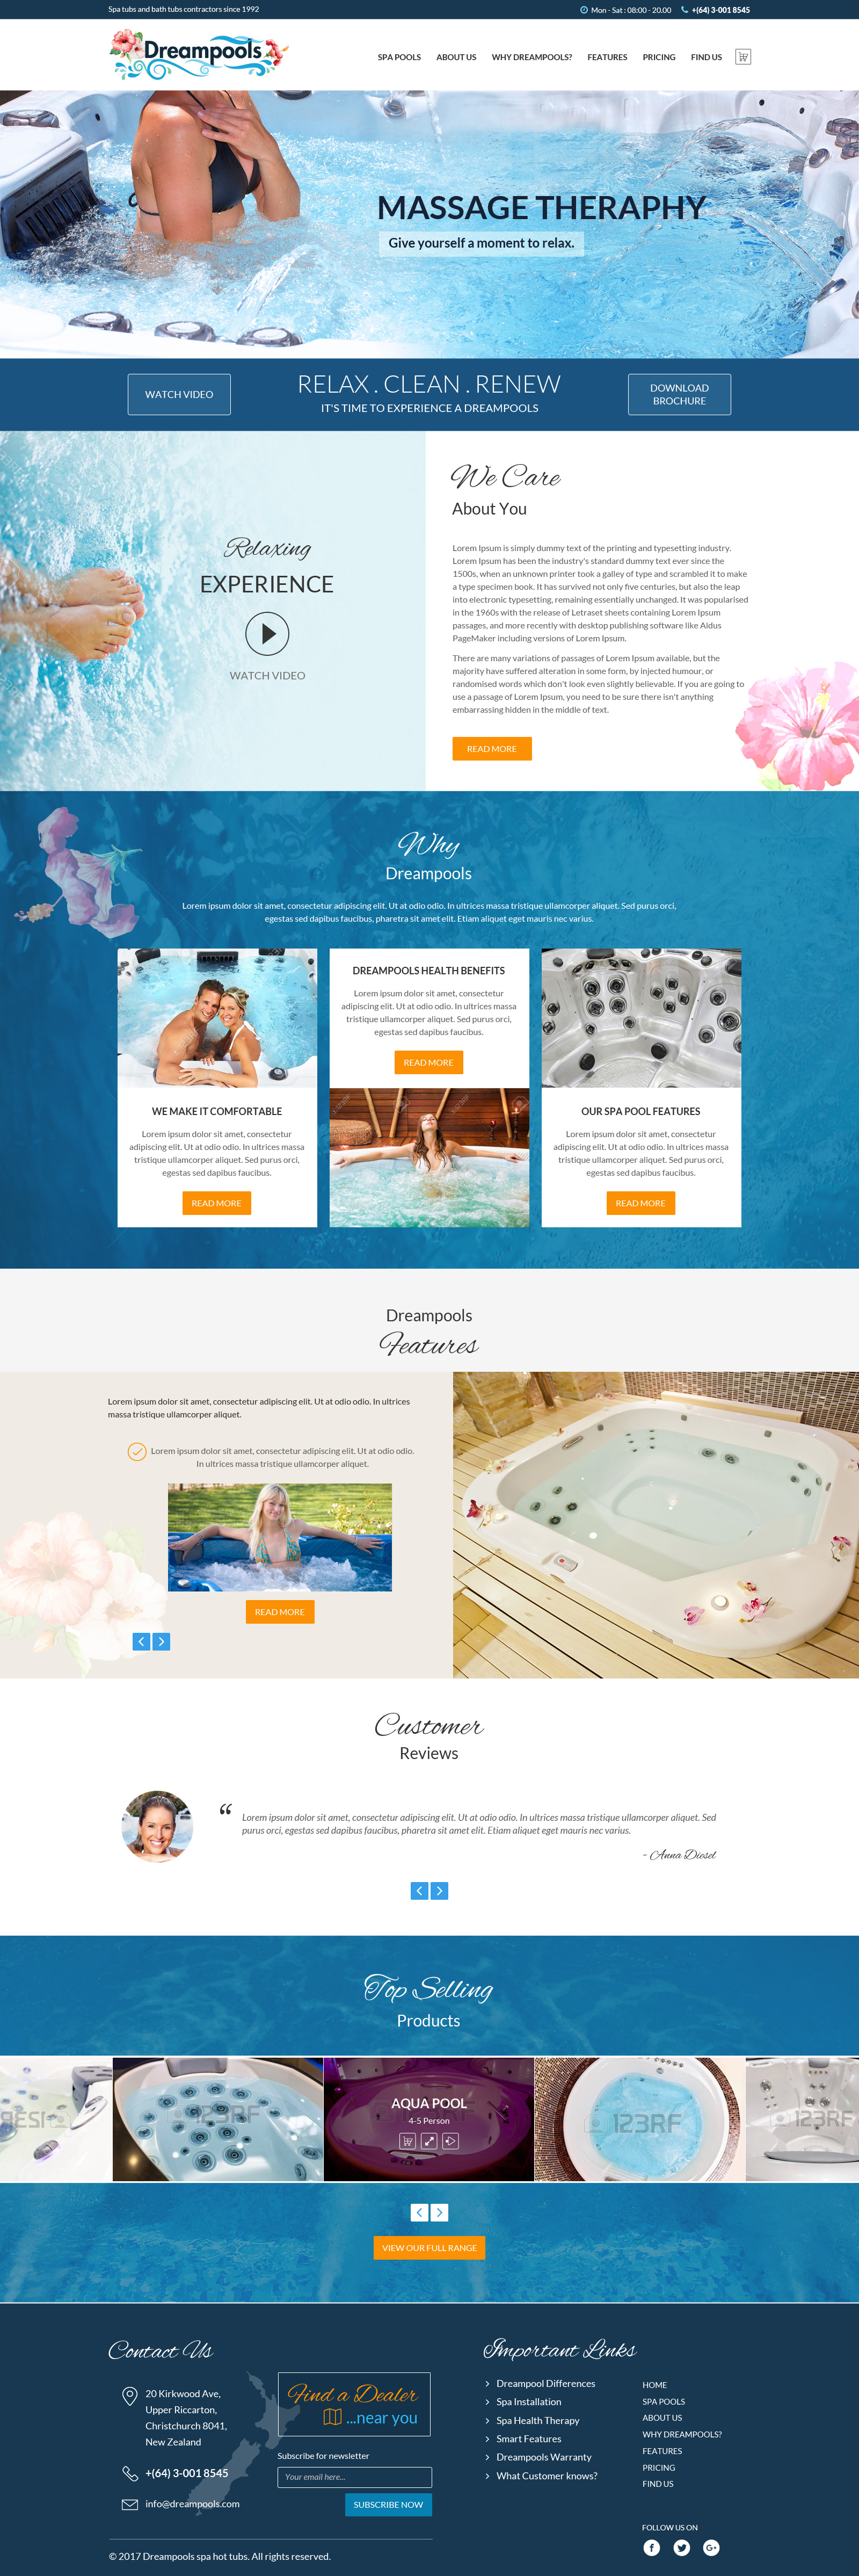 Spa tubs and bath tubs contractors since 1992
Mon - Sat : 08:00 - 20.00
+(64) 3-001 8545
Dreampools
SPA POOLS
ABOUT US
WHY DREAMPOOLS?
FEATURES
PRICING
FIND US
MASSAGE THERAPHY
Give yourself a moment to relax.
WATCH VIDEO
RELAX . CLEAN . RENEW
IT'S TIME TO EXPERIENCE A DREAMPOOLS
DOWNLOAD
BROCHURE
Relaxing
EXPERIENCE
WATCH VIDEO
We Care
About You
Lorem Ipsum is simply dummy text of the printing and typesetting industry.
Lorem Ipsum has been the industry's standard dummy text ever since the
1500s, when an unknown printer took a galley of type and scrambled it to make
a type specimen book. It has survived not only five centuries, but also the leap
into electronic typesetting, remaining essentially unchanged. It was popularised
in the 1960s with the release of Letraset sheets containing Lorem Ipsum
passages, and more recently with desktop publishing software like Aldus
PageMaker including versions of Lorem Ipsum.
There are many variations of passages of Lorem Ipsum available, but the
majority have suffered alteration in some form, by injected humour, or
randomised words which don't look even slightly believable. If you are going to
use a passage of Lorem Ipsum, you need to be sure there isn't anything
embarrassing hidden in the middle of text.
READ MORE
Why
Dreampools
Lorem ipsum dolor sit amet, consectetur adipiscing elit. Ut at odio odio. In ultrices massa tristique ullamcorper aliquet. Sed purus orci,
egestas sed dapibus faucibus, pharetra sit amet elit. Etiam aliquet eget mauris nec varius.
WE MAKE IT COMFORTABLE
Lorem ipsum dolor sit amet, consectetur
adipiscing elit. Ut at odio odio. In ultrices massa
tristique ullamcorper aliquet. Sed purus orci,
egestas sed dapibus faucibus.
READ MORE
DREAMPOOLS HEALTH BENEFITS
Lorem ipsum dolor sit amet, consectetur
adipiscing elit. Ut at odio odio. In ultrices massa
tristique ullamcorper aliquet. Sed purus orci,
egestas sed dapibus faucibus.
READ MORE
OUR SPA POOL FEATURES
Lorem ipsum dolor sit amet, consectetur
adipiscing elit. Ut at odio odio. In ultrices massa
tristique ullamcorper aliquet. Sed purus orci,
egestas sed dapibus faucibus.
READ MORE
Dreampools
Features
Lorem ipsum dolor sit amet, consectetur adipiscing elit. Ut at odio odio. In ultrices
massa tristique ullamcorper aliquet.
Lorem ipsum dolor sit amet, consectetur adipiscing elit. Ut at odio odio.
In ultrices massa tristique ullamcorper aliquet.
READ MORE
Customer
Reviews
“ Lorem ipsum dolor sit amet, consectetur adipiscing elit. Ut at odio odio. In ultrices massa tristique ullamcorper aliquet. Sed
purus orci, egestas sed dapibus faucibus, pharetra sit amet elit. Etiam aliquet eget mauris nec varius.
- Anna Diesel
Top Selling
Products
123RF
AQUA POOL
4-5 Person
123RF
123RF
VIEW OUR FULL RANGE
Contact Us
20 Kirkwood Ave,
Upper Riccarton,
Christchurch 8041,
New Zealand
+(64) 3-001 8545
info@dreampools.com
Find a Dealer
...near you
Subscribe for newsletter
Your email here...
SUBSCRIBE NOW
Important Links
Dreampool Differences
Spa Installation
Spa Health Therapy
Smart Features
Dreampools Warranty
What Customer knows?
HOME
SPA POOLS
ABOUT US
WHY DREAMPOOLS?
FEATURES
PRICING
FIND US
FOLLOW US ON
© 2017 Dreampools spa hot tubs. All rights reserved.